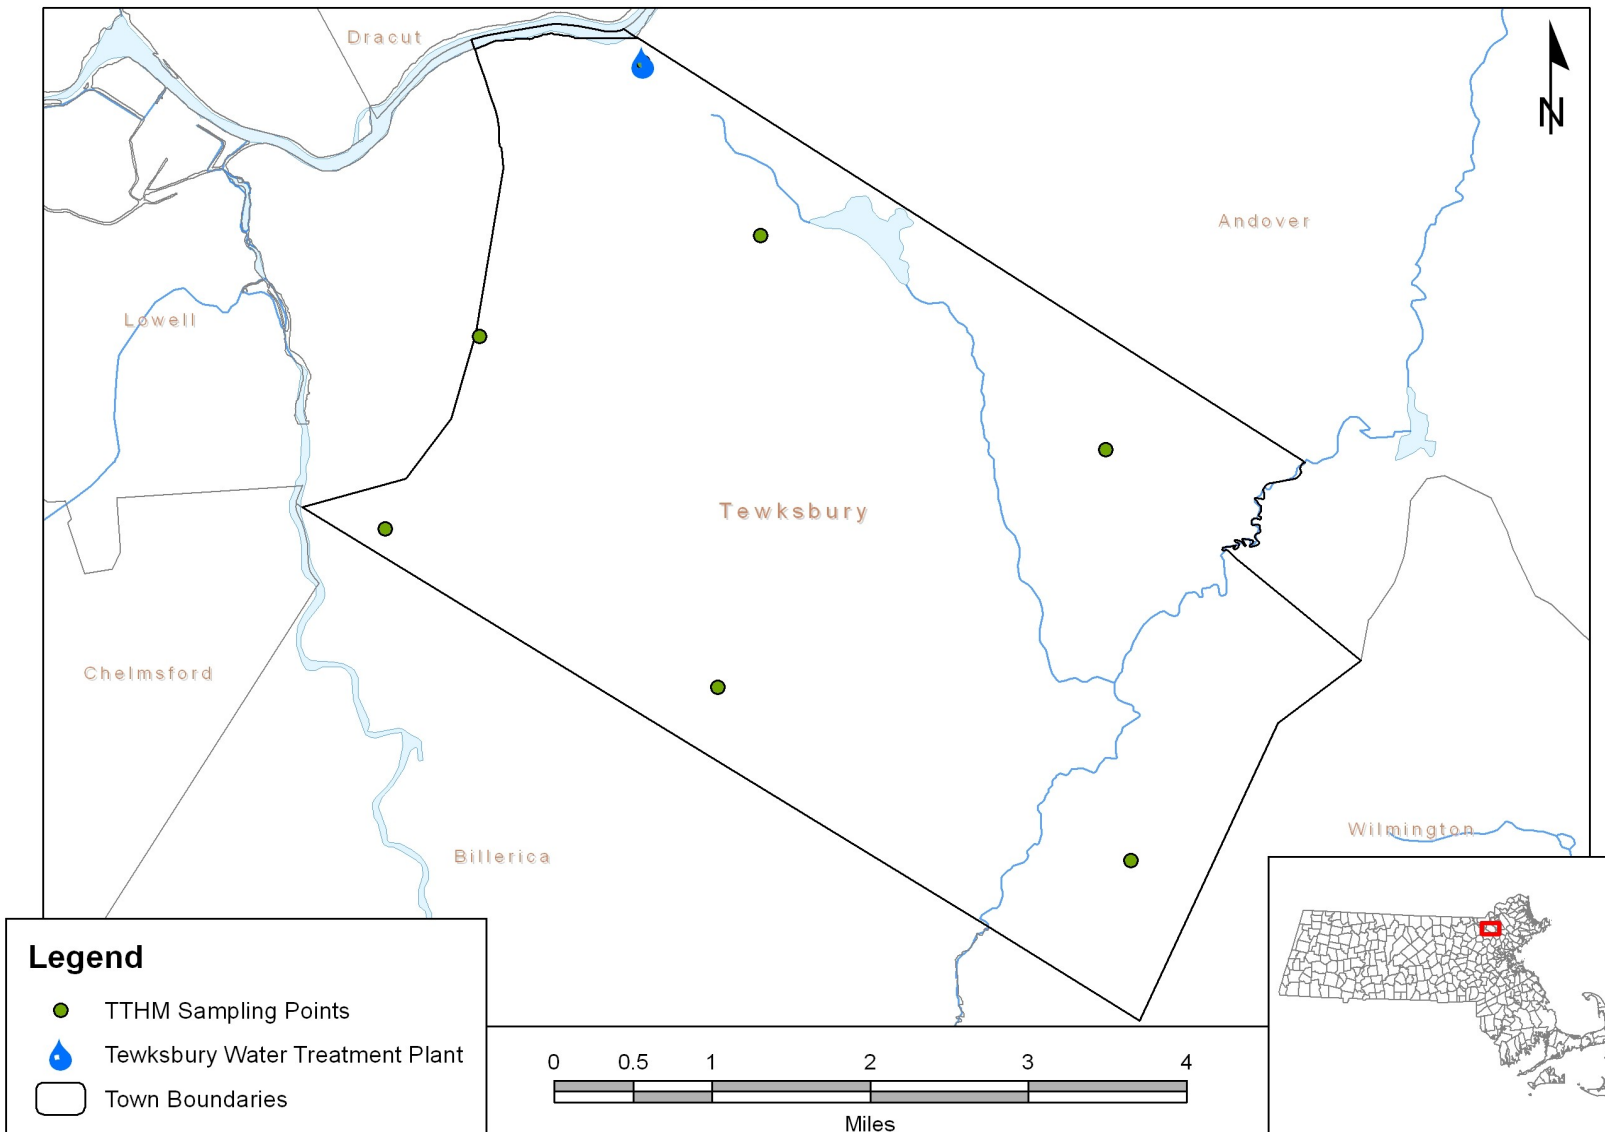 Dracut
N
Andover
Lowell
Tewksbury
Chelmsford
Wilmington
Billerica
Legend
TTHM Sampling Points
Tewksbury Water Treatment Plant
Town Boundaries
0 0.5 1 2 3 4
Miles